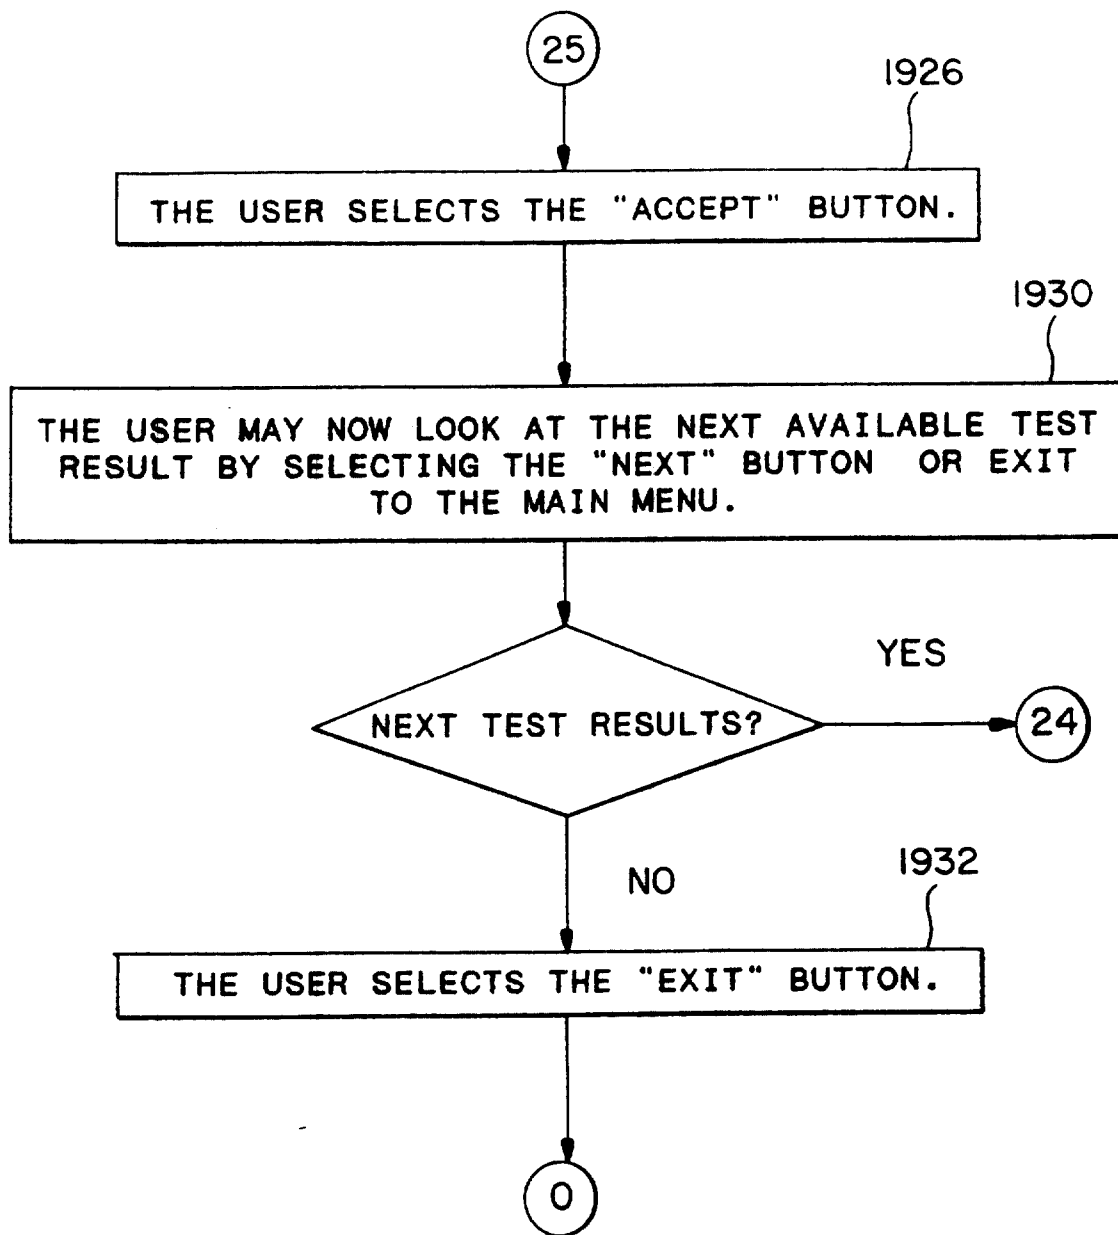 25
1926
THE USER SELECTS THE "ACCEPT" BUTTON.
1930
THE USER MAY NOW LOOK AT THE NEXT AVAILABLE TEST
RESULT BY SELECTING THE "NEXT" BUTTON OR EXIT
TO THE MAIN MENU.
YES
NEXT TEST RESULTS?
24
NO
1932
THE USER SELECTS THE "EXIT" BUTTON.
0